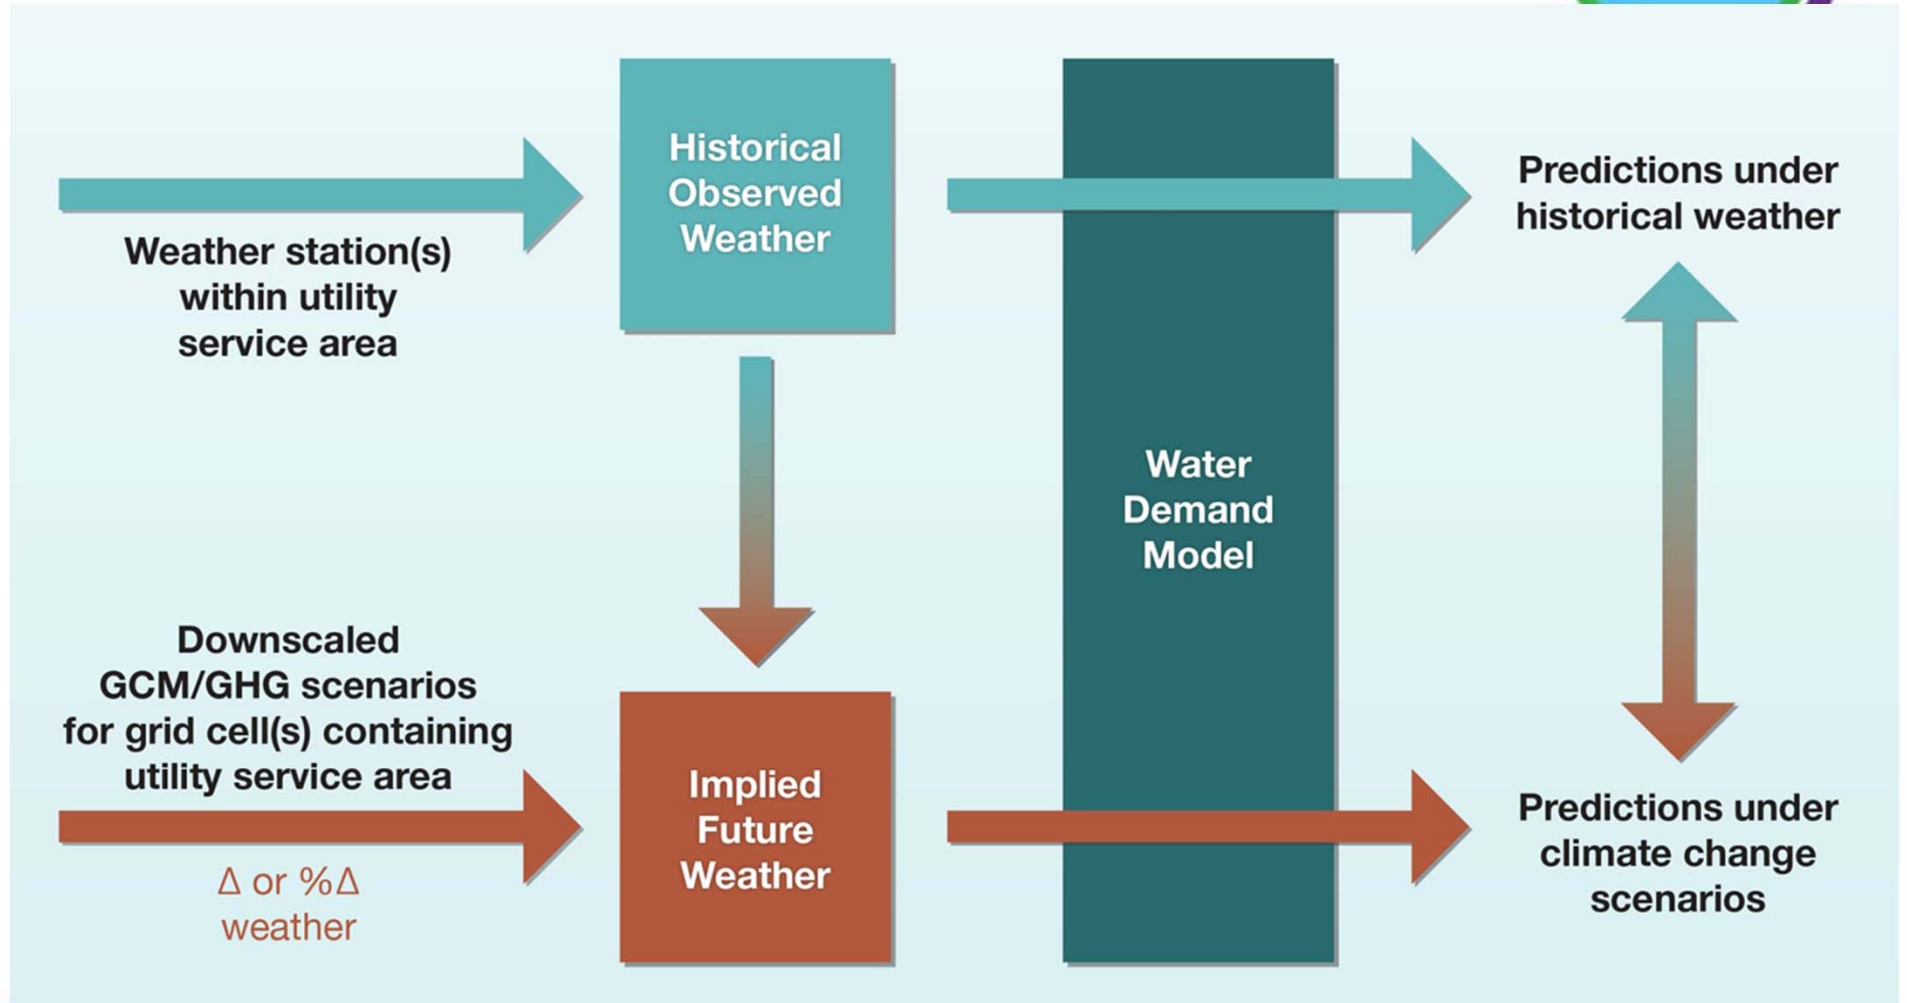 Historical
Observed
Weather
Predictions under
historical weather
Weather station(s)
within utility
service area
Water
Demand
Model
Downscaled
GCM/GHG scenarios
for grid cell(s) containing
utility service area
Δ or %Δ
weather
Implied
Future
Weather
Predictions under
climate change
scenarios